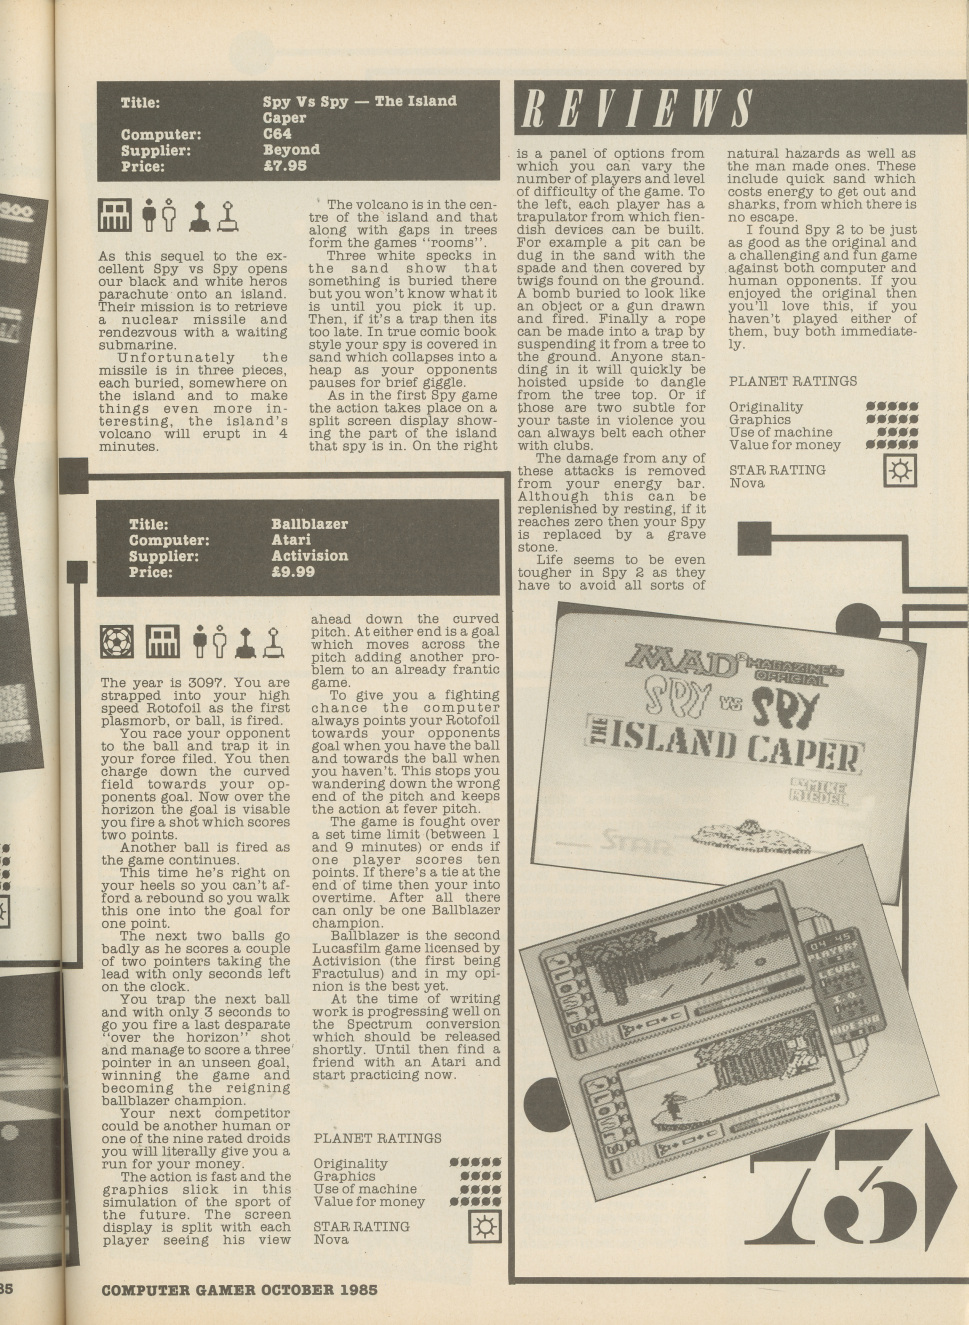 REVIEWS
Title: Spy Vs Spy — The Island
Caper
Computer: C64
Supplier: Beyond
Price: £7.95
As this sequel to the ex-
cellent Spy vs Spy opens
our black and white heros
parachute onto an island.
Their mission is to retrieve
a nuclear missile and
rendezvous with a waiting
submarine.
Unfortunately the
missile is in three pieces,
each buried, somewhere on
the island and to make
things even more in-
teresting, the island's
volcano will erupt in 4
minutes.
The volcano is in the cen-
tre of the island and that
along with gaps in trees
form the games "rooms".
Three white specks in
the sand show that
something is buried there
but you won't know what it
is until you pick it up.
Then, if it's a trap then its
too late. In true comic book
style your spy is covered in
sand which collapses into a
heap as your opponents
pauses for brief giggle.
As in the first Spy game
the action takes place on a
split screen display show-
ing the part of the island
that spy is in. On the right
is a panel of options from
which you can vary the
number of players and level
of difficulty of the game. To
the left, each player has a
trapulator from which fien-
dish devices can be built.
For example a pit can be
dug in the sand with the
spade and then covered by
twigs found on the ground.
A bomb buried to look like
an object or a gun drawn
and fired. Finally a rope
can be made into a trap by
suspending it from a tree to
the ground. Anyone stan-
ding in it will quickly be
hoisted upside to dangle
from the tree top. Or if
those are two subtle for
your taste in violence you
can always belt each other
with clubs.
The damage from any of
these attacks is removed
from your energy bar.
Although this can be
replenished by resting, if it
reaches zero then your Spy
is replaced by a grave
stone.
Life seems to be even
tougher in Spy 2 as they
have to avoid all sorts of
natural hazards as well as
the man made ones. These
include quick sand which
costs energy to get out and
sharks, from which there is
no escape.
I found Spy 2 to be just
as good as the original and
a challenging and fun game
against both computer and
human opponents. If you
enjoyed the original then
you'll love this, if you
haven't played either of
them, buy both immediate-
ly.
PLANET RATINGS
Originality
Graphics
Use of machine
Value for money
STAR RATING
Nova
Title: Ballblazer
Computer: Atari
Supplier: Activision
Price: £9.99
The year is 3097. You are
strapped into your high
speed Rotofoil as the first
plasmorb, or ball, is fired.
You race your opponent
to the ball and trap it in
your force filed. You then
charge down the curved
field towards your op-
ponents goal. Now over the
horizon the goal is visable
you fire a shot which scores
two points.
Another ball is fired as
the game continues.
This time he's right on
your heels so you can't af-
ford a rebound so you walk
this one into the goal for
one point.
The next two balls go
badly as he scores a couple
of two pointers taking the
lead with only seconds left
on the clock.
You trap the next ball
and with only 3 seconds to
go you fire a last desparate
"over the horizon" shot
and manage to score a three
pointer in an unseen goal,
winning the game and
becoming the reigning
ballblazer champion.
Your next competitor
could be another human or
one of the nine rated droids
you will literally give you a
run for your money.
The action is fast and the
graphics slick in this
simulation of the sport of
the future. The screen
display is split with each
player seeing his view
ahead down the curved
pitch. At either end is a goal
which moves across the
pitch adding another pro-
blem to an already frantic
game.
To give you a fighting
chance the computer
always points your Rotofoil
towards your opponents
goal when you have the ball
and towards the ball when
you haven't. This stops you
wandering down the wrong
end of the pitch and keeps
the action at fever pitch.
The game is fought over
a set time limit (between 1
and 9 minutes) or ends if
one player scores ten
points. If there's a tie at the
end of time then your into
overtime. After all there
can only be one Ballblazer
champion.
Ballblazer is the second
Lucasfilm game licensed by
Activision (the first being
Fractulus) and in my opi-
nion is the best yet.
At the time of writing
work is progressing well on
the Spectrum conversion
which should be released
shortly. Until then find a
friend with an Atari and
start practicing now.
PLANET RATINGS
Originality
Graphics
Use of machine
Value for money
STAR RATING
Nova
MAD MAGAZINE'S
OFFICIAL
SPY VS SPY
THE ISLAND CAPER
BY MIKE
RIEDEL
STAR
04:45
PLAYERS
LEVEL
I.Q.
HIDE SUB
73
85
COMPUTER GAMER OCTOBER 1985